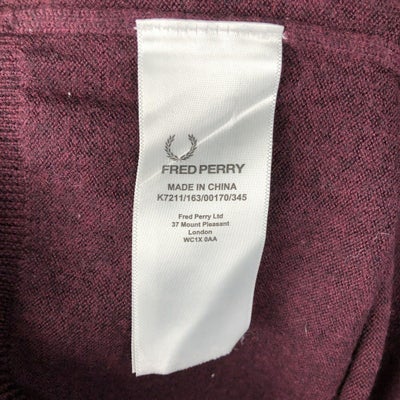 FRED PERRY
MADE IN CHINA
K7211/163/00170/345
Fred Perry Ltd
37 Mount Pleasant
London
WC1X 0AA